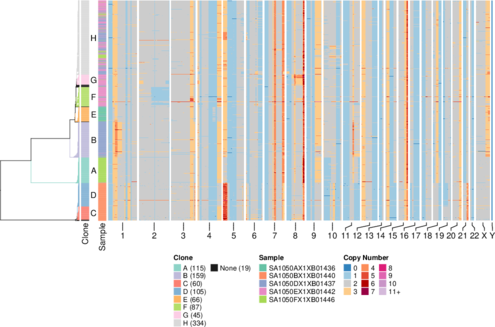 H
G
F
E
B
A
D
C
Clone
Sample
1 2 3 4 5 6 7 8 9 10 11 12 13 14 15 16 17 18 19 20 21 22 X Y
Clone
A (115)
B (159)
C (60)
D (105)
E (66)
F (87)
G (45)
H (334)
None (19)
Sample
SA1050AX1XB01436
SA1050BX1XB01440
SA1050DX1XB01437
SA1050EX1XB01442
SA1050FX1XB01446
Copy Number
0 4 8
1 5 9
2 6 10
3 7 11+